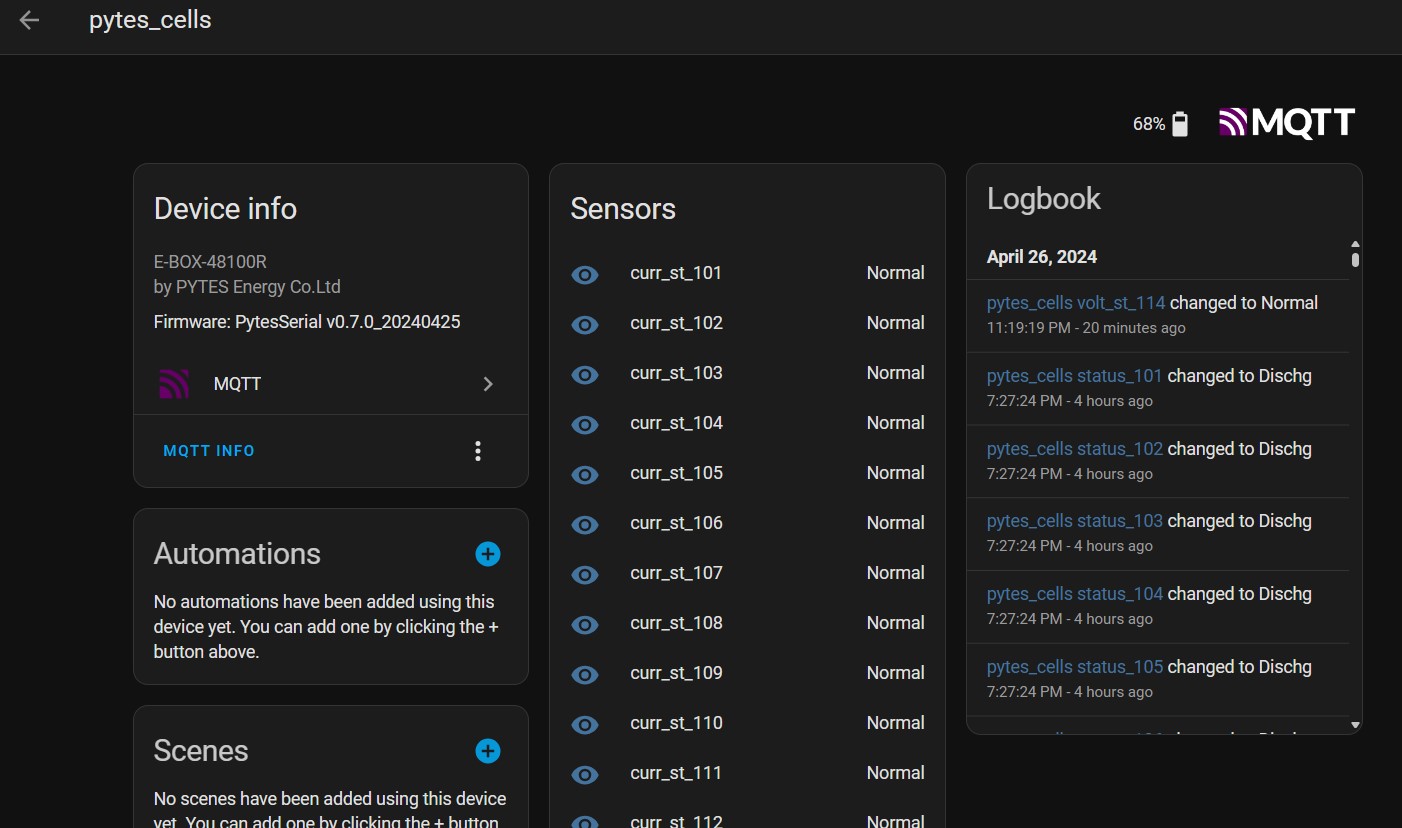 pytes_cells
68%
MQTT
Device info
E-BOX-48100R
by PYTES Energy Co.Ltd
Firmware: PytesSerial v0.7.0_20240425
MQTT
MQTT INFO
Automations
No automations have been added using this
device yet. You can add one by clicking the +
button above.
Scenes
No scenes have been added using this device
yet. You can add one by clicking the + button
Sensors
curr_st_101 Normal
curr_st_102 Normal
curr_st_103 Normal
curr_st_104 Normal
curr_st_105 Normal
curr_st_106 Normal
curr_st_107 Normal
curr_st_108 Normal
curr_st_109 Normal
curr_st_110 Normal
curr_st_111 Normal
curr_st_112 Normal
Logbook
April 26, 2024
pytes_cells volt_st_114 changed to Normal
11:19:19 PM - 20 minutes ago
pytes_cells status_101 changed to Dischg
7:27:24 PM - 4 hours ago
pytes_cells status_102 changed to Dischg
7:27:24 PM - 4 hours ago
pytes_cells status_103 changed to Dischg
7:27:24 PM - 4 hours ago
pytes_cells status_104 changed to Dischg
7:27:24 PM - 4 hours ago
pytes_cells status_105 changed to Dischg
7:27:24 PM - 4 hours ago